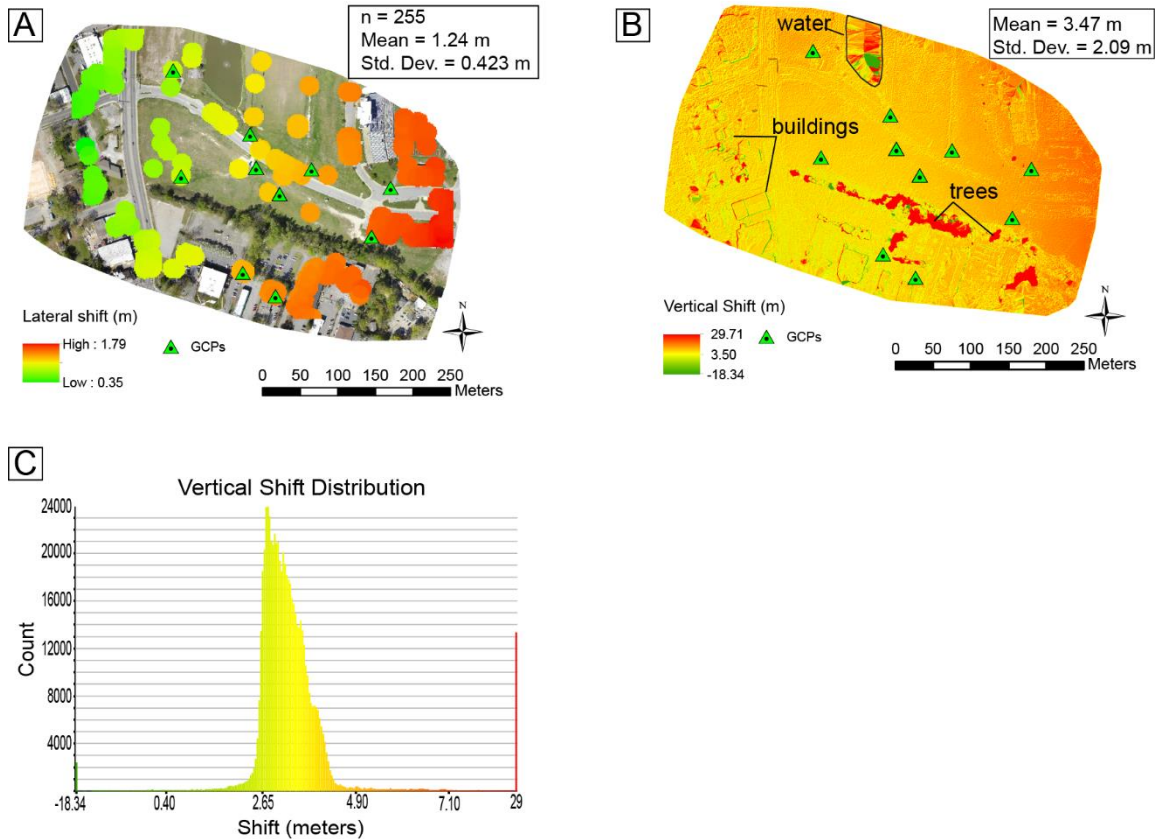 A
n = 255
Mean = 1.24 m
Std. Dev. = 0.423 m
Lateral shift (m)
High : 1.79
Low : 0.35
GCPs
N
0 50 100 150 200 250
Meters
B
water
Mean = 3.47 m
Std. Dev. = 2.09 m
buildings
trees
Vertical Shift (m)
29.71
3.50
-18.34
GCPs
N
0 50 100 150 200 250
Meters
C
Vertical Shift Distribution
24000
20000
16000
12000
8000
4000
Count
-18.34 0.40 2.65 4.90 7.10 29
Shift (meters)